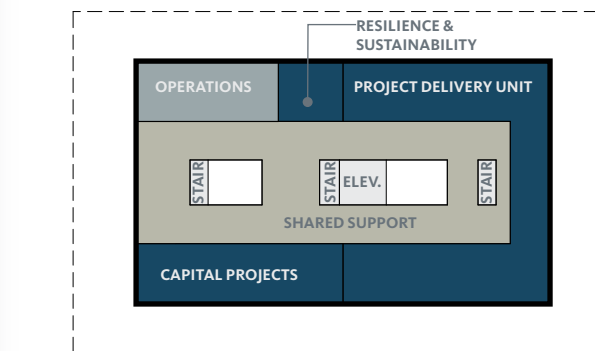 RESILIENCE &
SUSTAINABILITY
OPERATIONS
PROJECT DELIVERY UNIT
STAIR
STAIR
ELEV.
STAIR
SHARED SUPPORT
CAPITAL PROJECTS